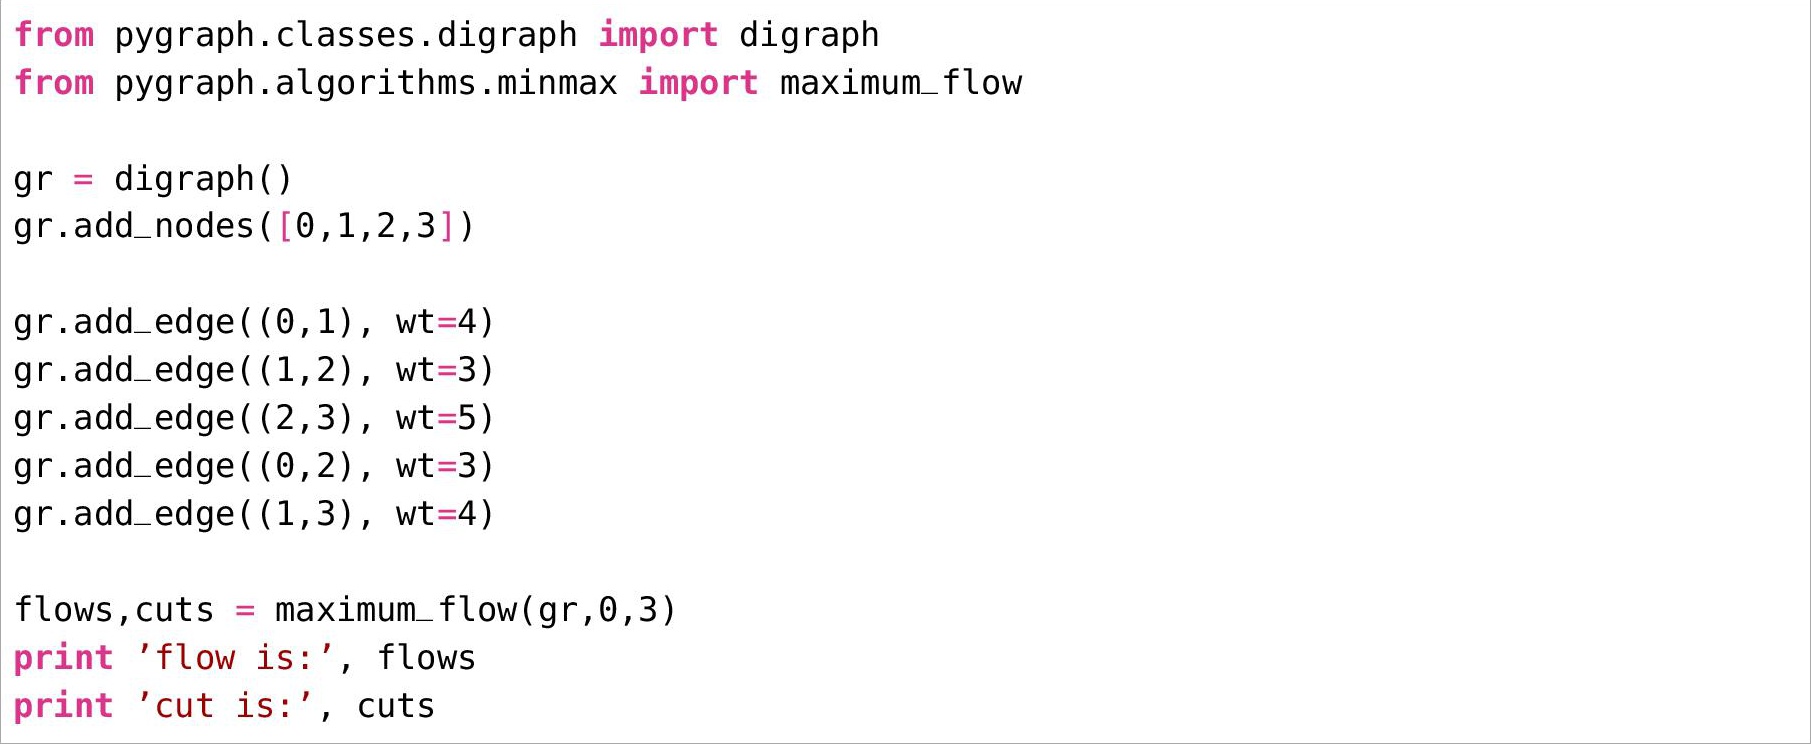 from pygraph.classes.digraph import digraph
from pygraph.algorithms.minmax import maximum_flow
gr = digraph()
gr.add_nodes([0,1,2,3])
gr.add_edge((0,1), wt=4)
gr.add_edge((1,2), wt=3)
gr.add_edge((2,3), wt=5)
gr.add_edge((0,2), wt=3)
gr.add_edge((1,3), wt=4)
flows,cuts = maximum_flow(gr,0,3)
print ’flow is:’, flows
print ’cut is:’, cuts